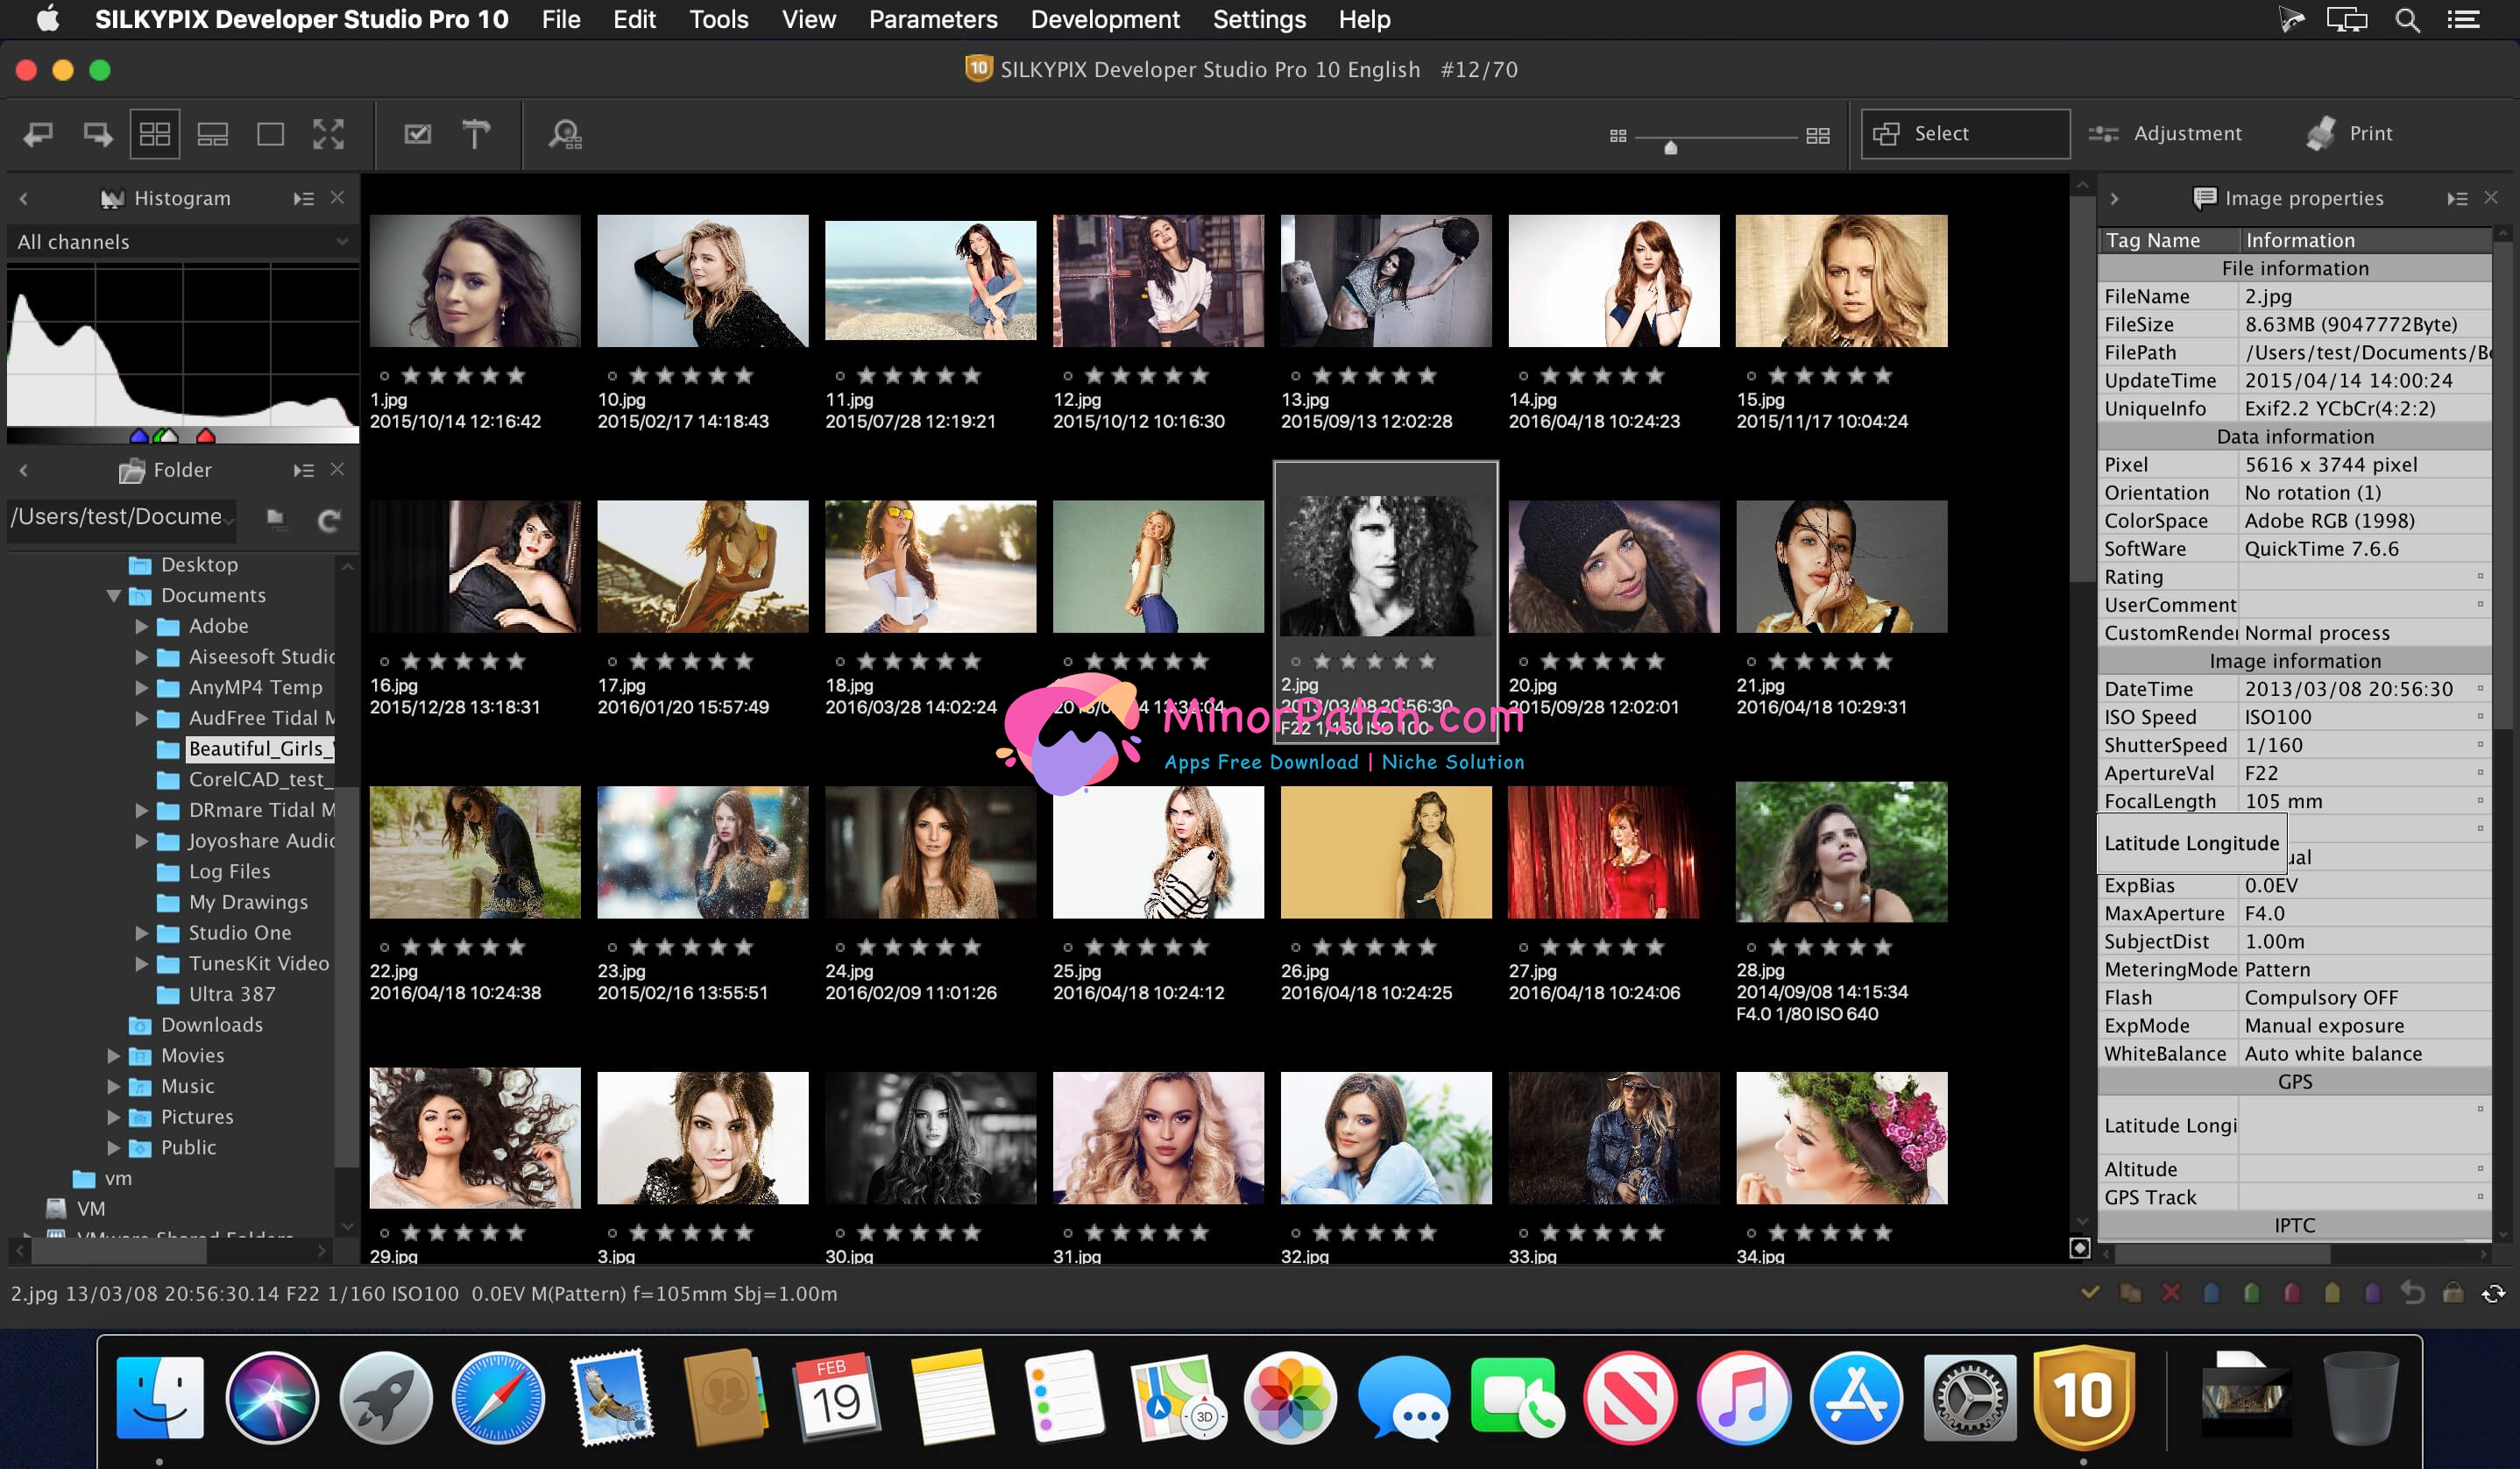 SILKYPIX Developer Studio Pro 10 File Edit Tools View Parameters Development Settings Help
10 SILKYPIX Developer Studio Pro 10 English #12/70
Select Adjustment Print
Histogram
All channels
Folder
/Users/test/Docume
Desktop
Documents
Adobe
Aiseesoft Studio
AnyMP4 Temp
AudFree Tidal M
Beautiful_Girls_
CorelCAD_test_
DRmare Tidal M
Joyoshare Audio
Log Files
My Drawings
Studio One
TunesKit Video
Ultra 387
Downloads
Movies
Music
Pictures
Public
vm
VM
VMware Shared Folders
1.jpg
2015/10/14 12:16:42
10.jpg
2015/02/17 14:18:43
11.jpg
2015/07/28 12:19:21
12.jpg
2015/10/12 10:16:30
13.jpg
2015/09/13 12:02:28
14.jpg
2016/04/18 10:24:23
15.jpg
2015/11/17 10:04:24
16.jpg
2015/12/28 13:18:31
17.jpg
2016/01/20 15:57:49
18.jpg
2016/03/28 14:02:24
2.jpg
2013/03/08 20:56:30
F22 1/160 ISO 100
20.jpg
2015/09/28 12:02:01
21.jpg
2016/04/18 10:29:31
MinorPatch.com
Apps Free Download | Niche Solution
22.jpg
2016/04/18 10:24:38
23.jpg
2015/02/16 13:55:51
24.jpg
2016/02/09 11:01:26
25.jpg
2016/04/18 10:24:12
26.jpg
2016/04/18 10:24:25
27.jpg
2016/04/18 10:24:06
28.jpg
2014/09/08 14:15:34
F4.0 1/80 ISO 640
29.jpg
3.jpg
30.jpg
31.jpg
32.jpg
33.jpg
34.jpg
Image properties
Tag Name Information
File information
FileName 2.jpg
FileSize 8.63MB (9047772Byte)
FilePath /Users/test/Documents/Be
UpdateTime 2015/04/14 14:00:24
UniqueInfo Exif2.2 YCbCr(4:2:2)
Data information
Pixel 5616 x 3744 pixel
Orientation No rotation (1)
ColorSpace Adobe RGB (1998)
SoftWare QuickTime 7.6.6
Rating
UserComment
CustomRender Normal process
Image information
DateTime 2013/03/08 20:56:30
ISO Speed ISO100
ShutterSpeed 1/160
ApertureVal F22
FocalLength 105 mm
Latitude Longitude
ual
ExpBias 0.0EV
MaxAperture F4.0
SubjectDist 1.00m
MeteringMode Pattern
Flash Compulsory OFF
ExpMode Manual exposure
WhiteBalance Auto white balance
GPS
Latitude Longi
Altitude
GPS Track
IPTC
2.jpg 13/03/08 20:56:30.14 F22 1/160 ISO100 0.0EV M(Pattern) f=105mm Sbj=1.00m
FEB
19
3D
10